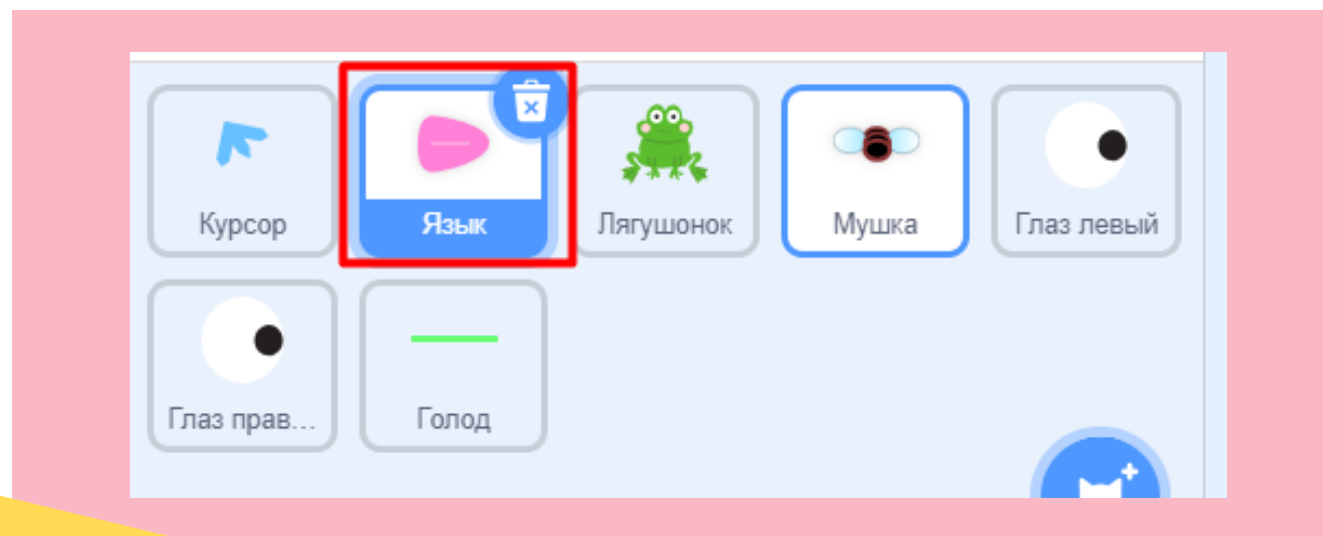 Курсор
Язык
Лягушонок
Мушка
Глаз левый
Глаз прав...
Голод